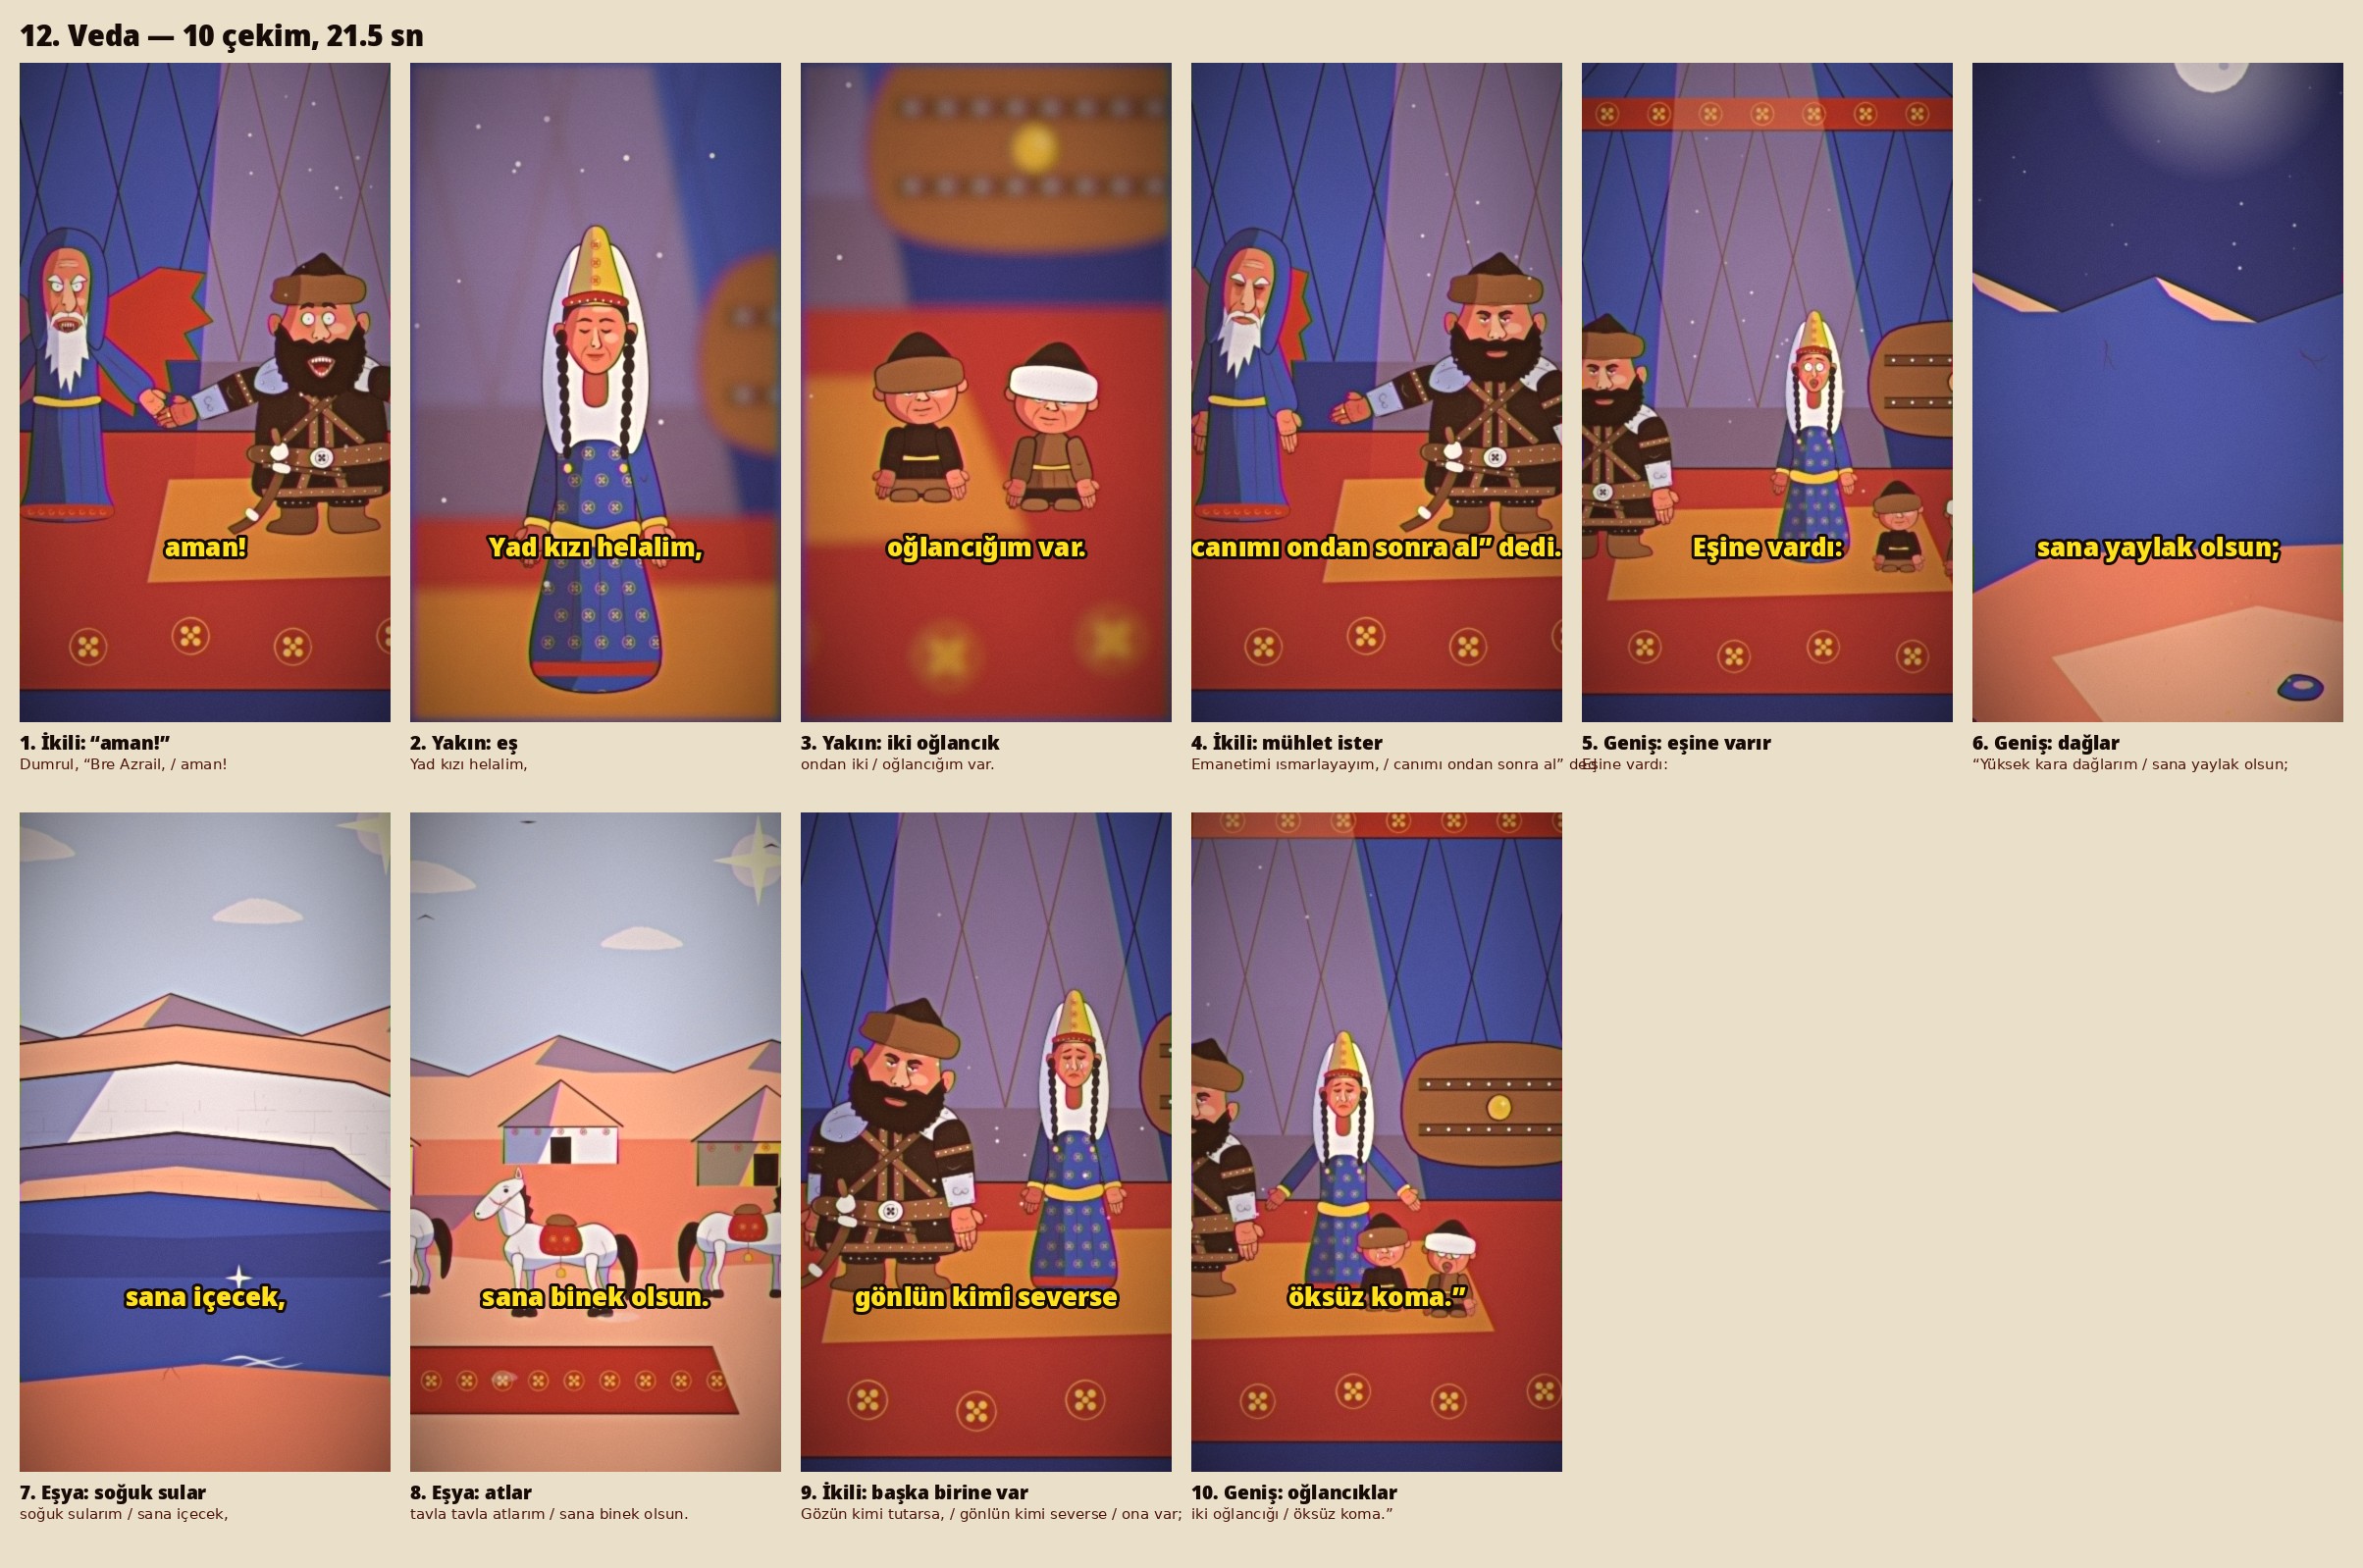 12. Veda — 10 çekim, 21.5 sn
aman!
Yad kızı helalim,
oğlancığım var.
canımı ondan sonra al” dedi.
Eşine vardı:
sana yaylak olsun;
1. İkili: “aman!”
Dumrul, “Bre Azrail, / aman!
2. Yakın: eş
Yad kızı helalim,
3. Yakın: iki oğlancık
ondan iki / oğlancığım var.
4. İkili: mühlet ister
Emanetimi ısmarlayayım, / canımı ondan sonra al” dedi.
5. Geniş: eşine varır
Eşine vardı:
6. Geniş: dağlar
“Yüksek kara dağlarım / sana yaylak olsun;
sana içecek,
sana binek olsun.
gönlün kimi severse
öksüz koma.”
7. Eşya: soğuk sular
soğuk sularım / sana içecek,
8. Eşya: atlar
tavla tavla atlarım / sana binek olsun.
9. İkili: başka birine var
Gözün kimi tutarsa, / gönlün kimi severse / ona var;
10. Geniş: oğlancıklar
iki oğlancığı / öksüz koma.”